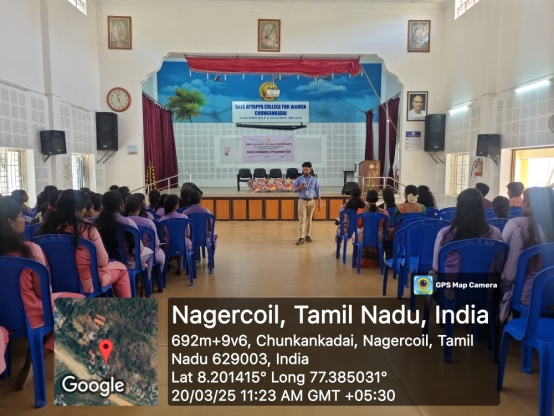 SREE AYYAPPA COLLEGE FOR WOMEN
CHUNKANKADAI
GPS Map Camera
Nagercoil, Tamil Nadu, India
692m+9v6, Chunkankadai, Nagercoil, Tamil
Nadu 629003, India
Lat 8.201415° Long 77.385031°
20/03/25 11:23 AM GMT +05:30
Google